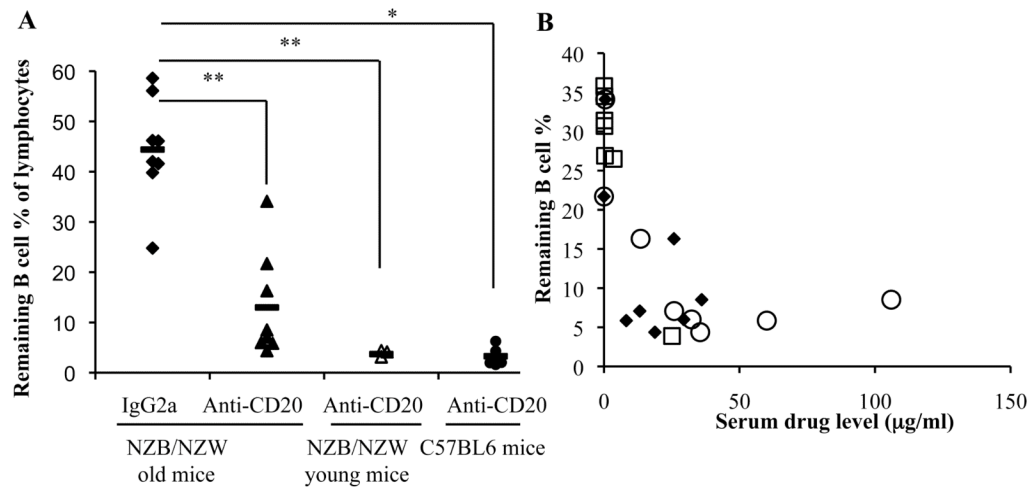 A
*
**
**
Remaining B cell % of lymphocytes
60
50
40
30
20
10
0
IgG2a Anti-CD20 Anti-CD20 Anti-CD20
NZB/NZW NZB/NZW C57BL6 mice
old mice young mice
B
Remaining B cell %
40
35
30
25
20
15
10
5
0
0 50 100 150
Serum drug level (μg/ml)